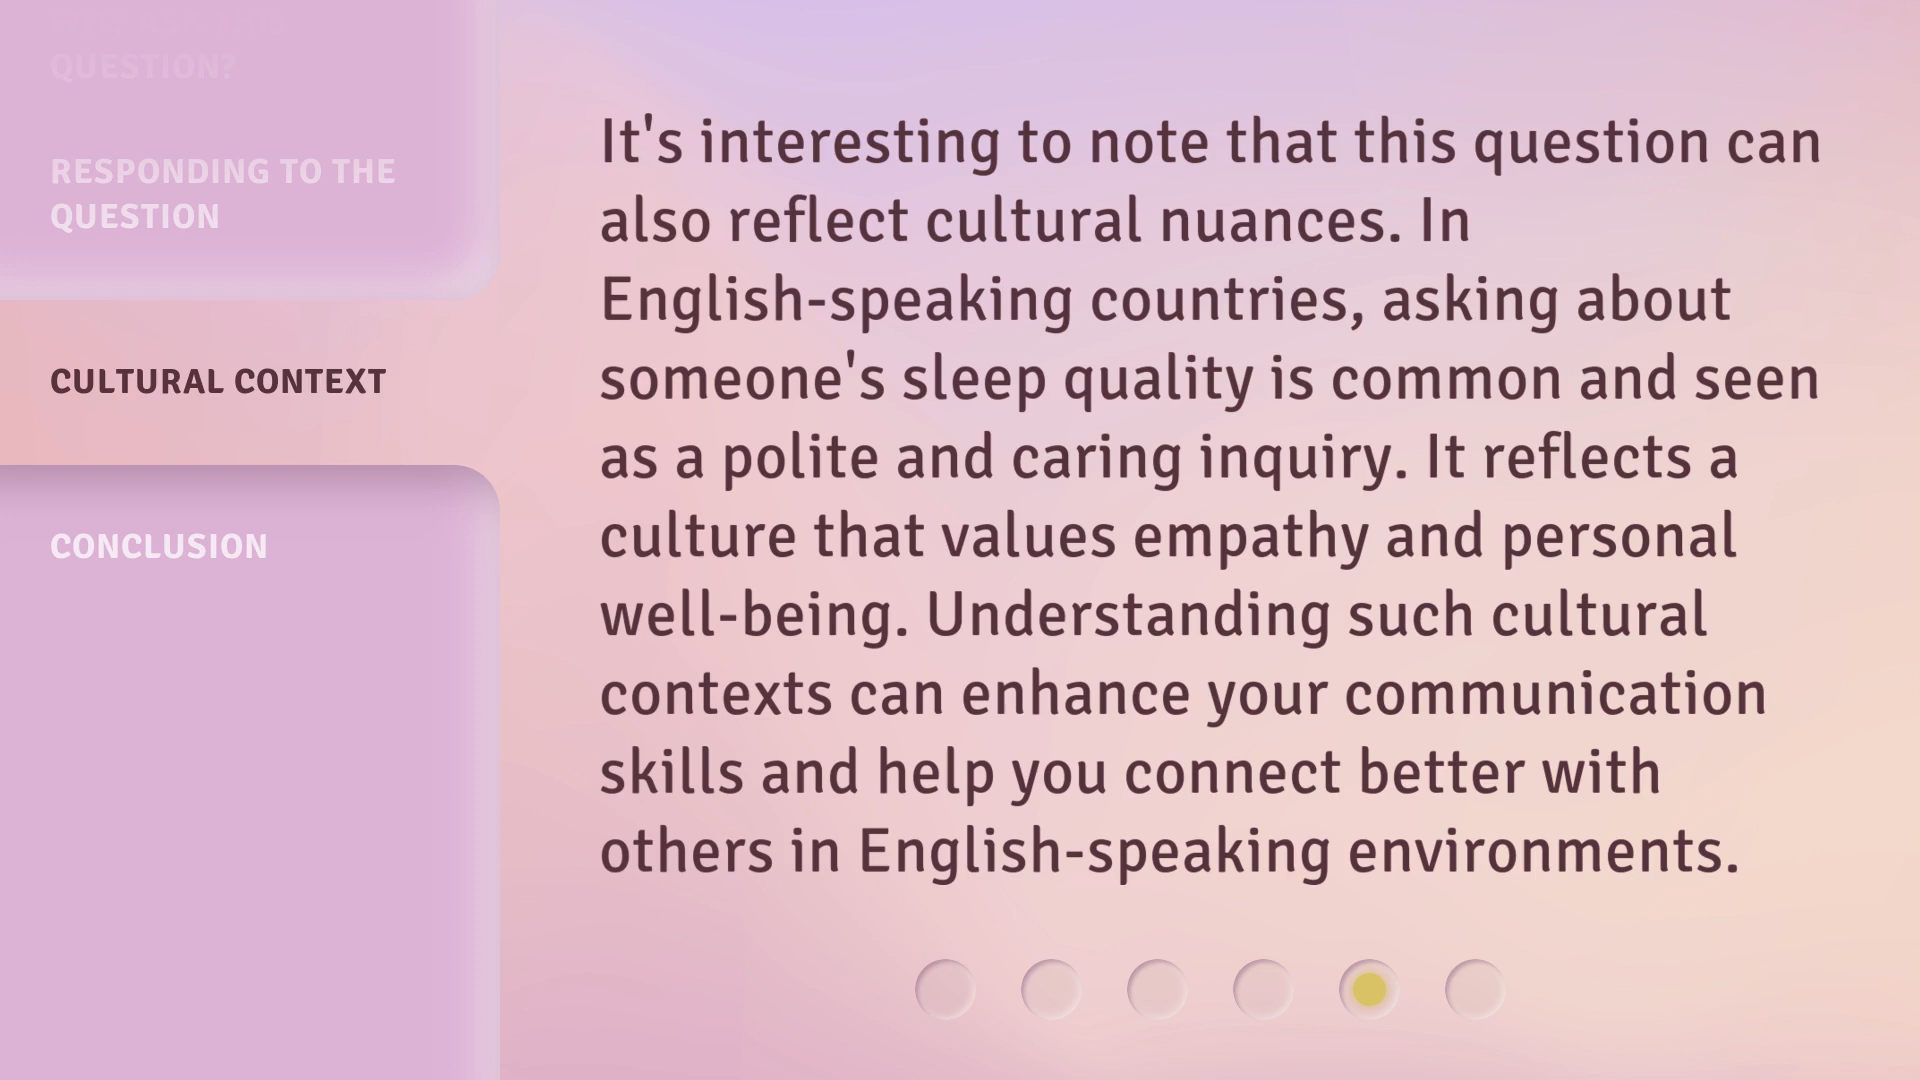 QUESTION?
RESPONDING TO THE
QUESTION
CULTURAL CONTEXT
CONCLUSION
It's interesting to note that this question can
also reflect cultural nuances. In
English-speaking countries, asking about
someone's sleep quality is common and seen
as a polite and caring inquiry. It reflects a
culture that values empathy and personal
well-being. Understanding such cultural
contexts can enhance your communication
skills and help you connect better with
others in English-speaking environments.